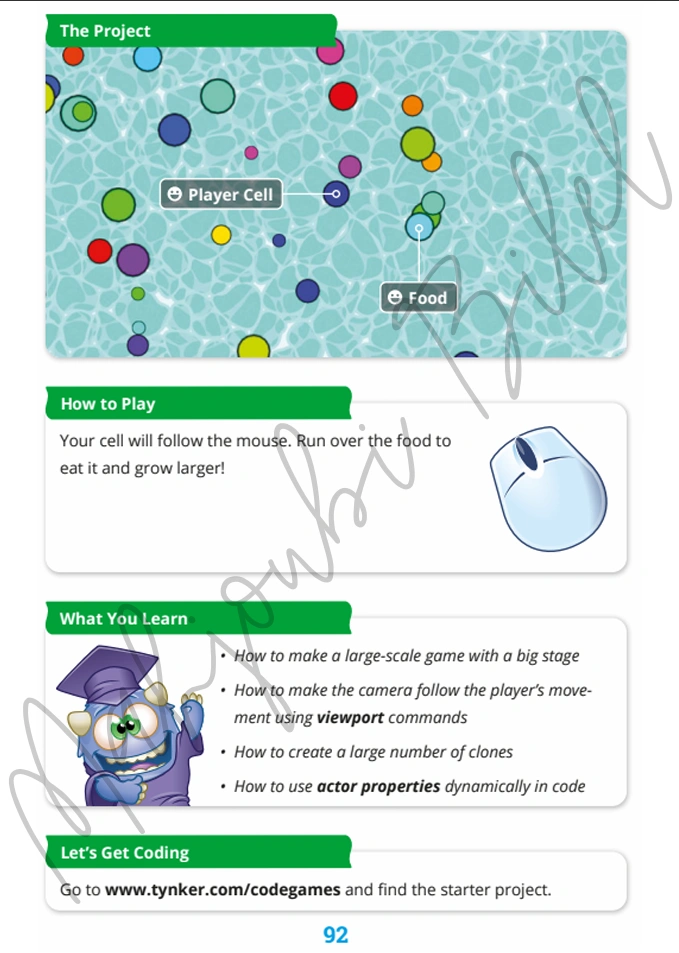 The Project
Player Cell
Food
How to Play
Your cell will follow the mouse. Run over the food to
eat it and grow larger!
What You Learn
• How to make a large-scale game with a big stage
• How to make the camera follow the player's move-
ment using viewport commands
• How to create a large number of clones
• How to use actor properties dynamically in code
Let's Get Coding
Go to www.tynker.com/codegames and find the starter project.
92
Mahjoubi Bilel